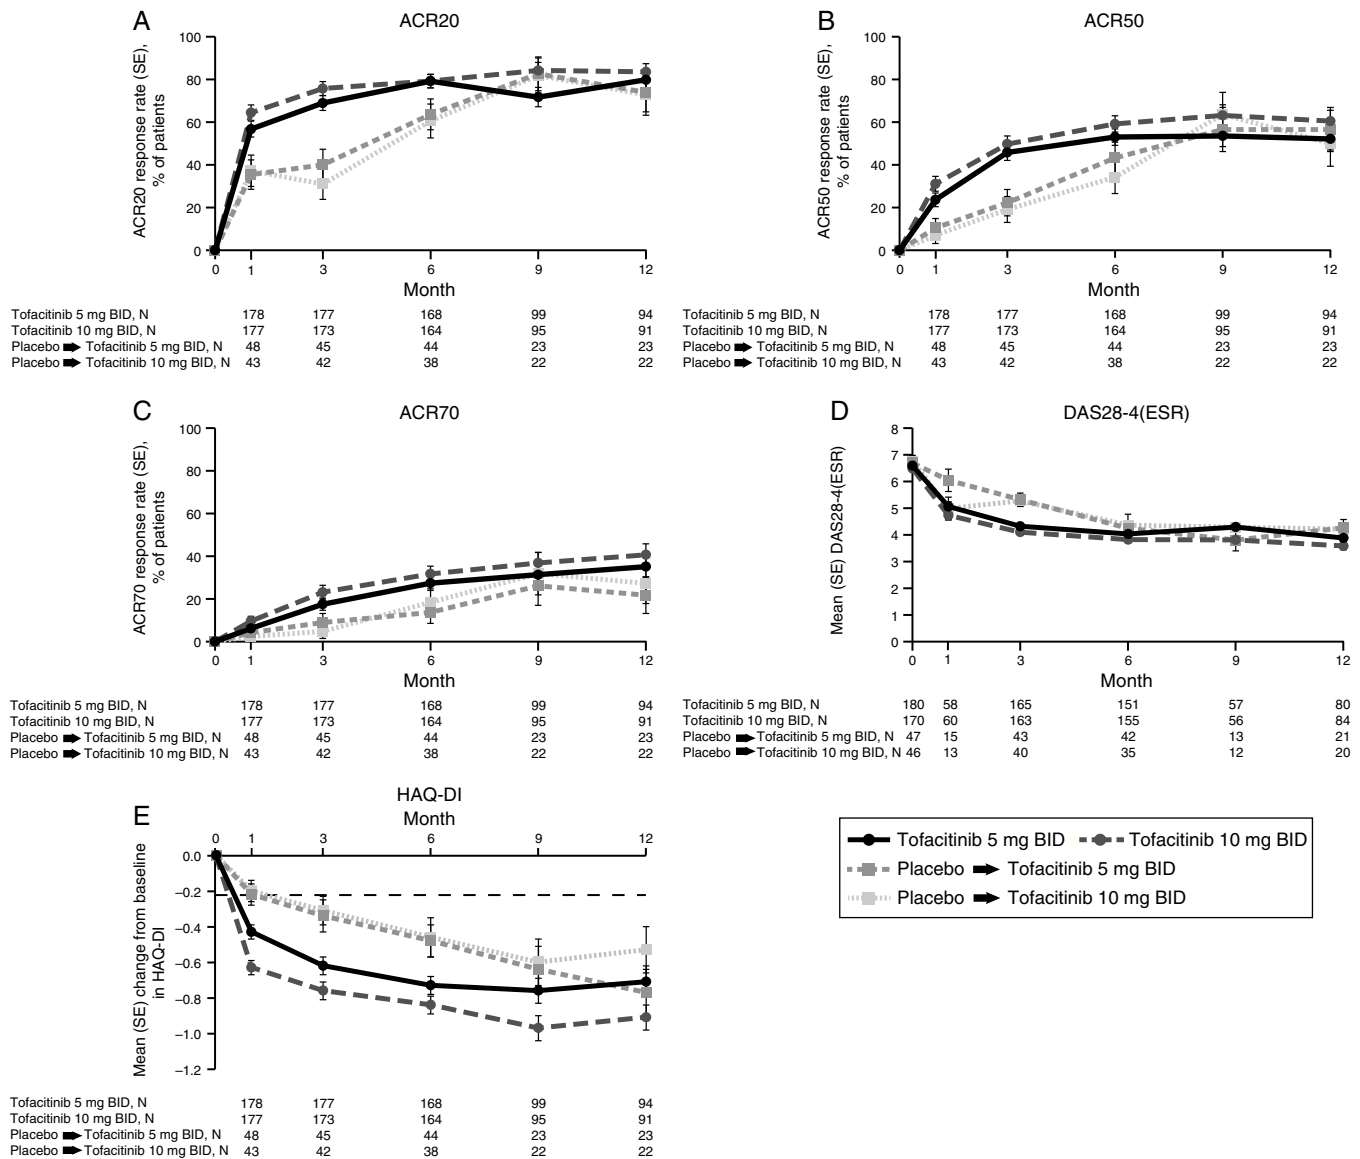 A
ACR20
ACR20 response rate (SE),
% of patients
100
80
60
40
20
0
0 1 3 6 9 12
Month
Tofacitinib 5 mg BID, N 178 177 168 99 94
Tofacitinib 10 mg BID, N 177 173 164 95 91
Placebo ➡ Tofacitinib 5 mg BID, N 48 45 44 23 23
Placebo ➡ Tofacitinib 10 mg BID, N 43 42 38 22 22
B
ACR50
ACR50 response rate (SE),
% of patients
100
80
60
40
20
0
0 1 3 6 9 12
Month
Tofacitinib 5 mg BID, N 178 177 168 99 94
Tofacitinib 10 mg BID, N 177 173 164 95 91
Placebo ➡ Tofacitinib 5 mg BID, N 48 45 44 23 23
Placebo ➡ Tofacitinib 10 mg BID, N 43 42 38 22 22
C
ACR70
ACR70 response rate (SE),
% of patients
100
80
60
40
20
0
0 1 3 6 9 12
Month
Tofacitinib 5 mg BID, N 178 177 168 99 94
Tofacitinib 10 mg BID, N 177 173 164 95 91
Placebo ➡ Tofacitinib 5 mg BID, N 48 45 44 23 23
Placebo ➡ Tofacitinib 10 mg BID, N 43 42 38 22 22
D
DAS28-4(ESR)
Mean (SE) DAS28-4(ESR)
8
7
6
5
4
3
2
1
0
0 1 3 6 9 12
Month
Tofacitinib 5 mg BID, N 180 58 165 151 57 80
Tofacitinib 10 mg BID, N 170 60 163 155 56 84
Placebo ➡ Tofacitinib 5 mg BID, N 47 15 43 42 13 21
Placebo ➡ Tofacitinib 10 mg BID, N 46 13 40 35 12 20
E
HAQ-DI
Month
0 1 3 6 9 12
Mean (SE) change from baseline
in HAQ-DI
0.0
−0.2
−0.4
−0.6
−0.8
−1.0
−1.2
Tofacitinib 5 mg BID, N 178 177 168 99 94
Tofacitinib 10 mg BID, N 177 173 164 95 91
Placebo ➡ Tofacitinib 5 mg BID, N 48 45 44 23 23
Placebo ➡ Tofacitinib 10 mg BID, N 43 42 38 22 22
Tofacitinib 5 mg BID Tofacitinib 10 mg BID
Placebo ➡ Tofacitinib 5 mg BID
Placebo ➡ Tofacitinib 10 mg BID